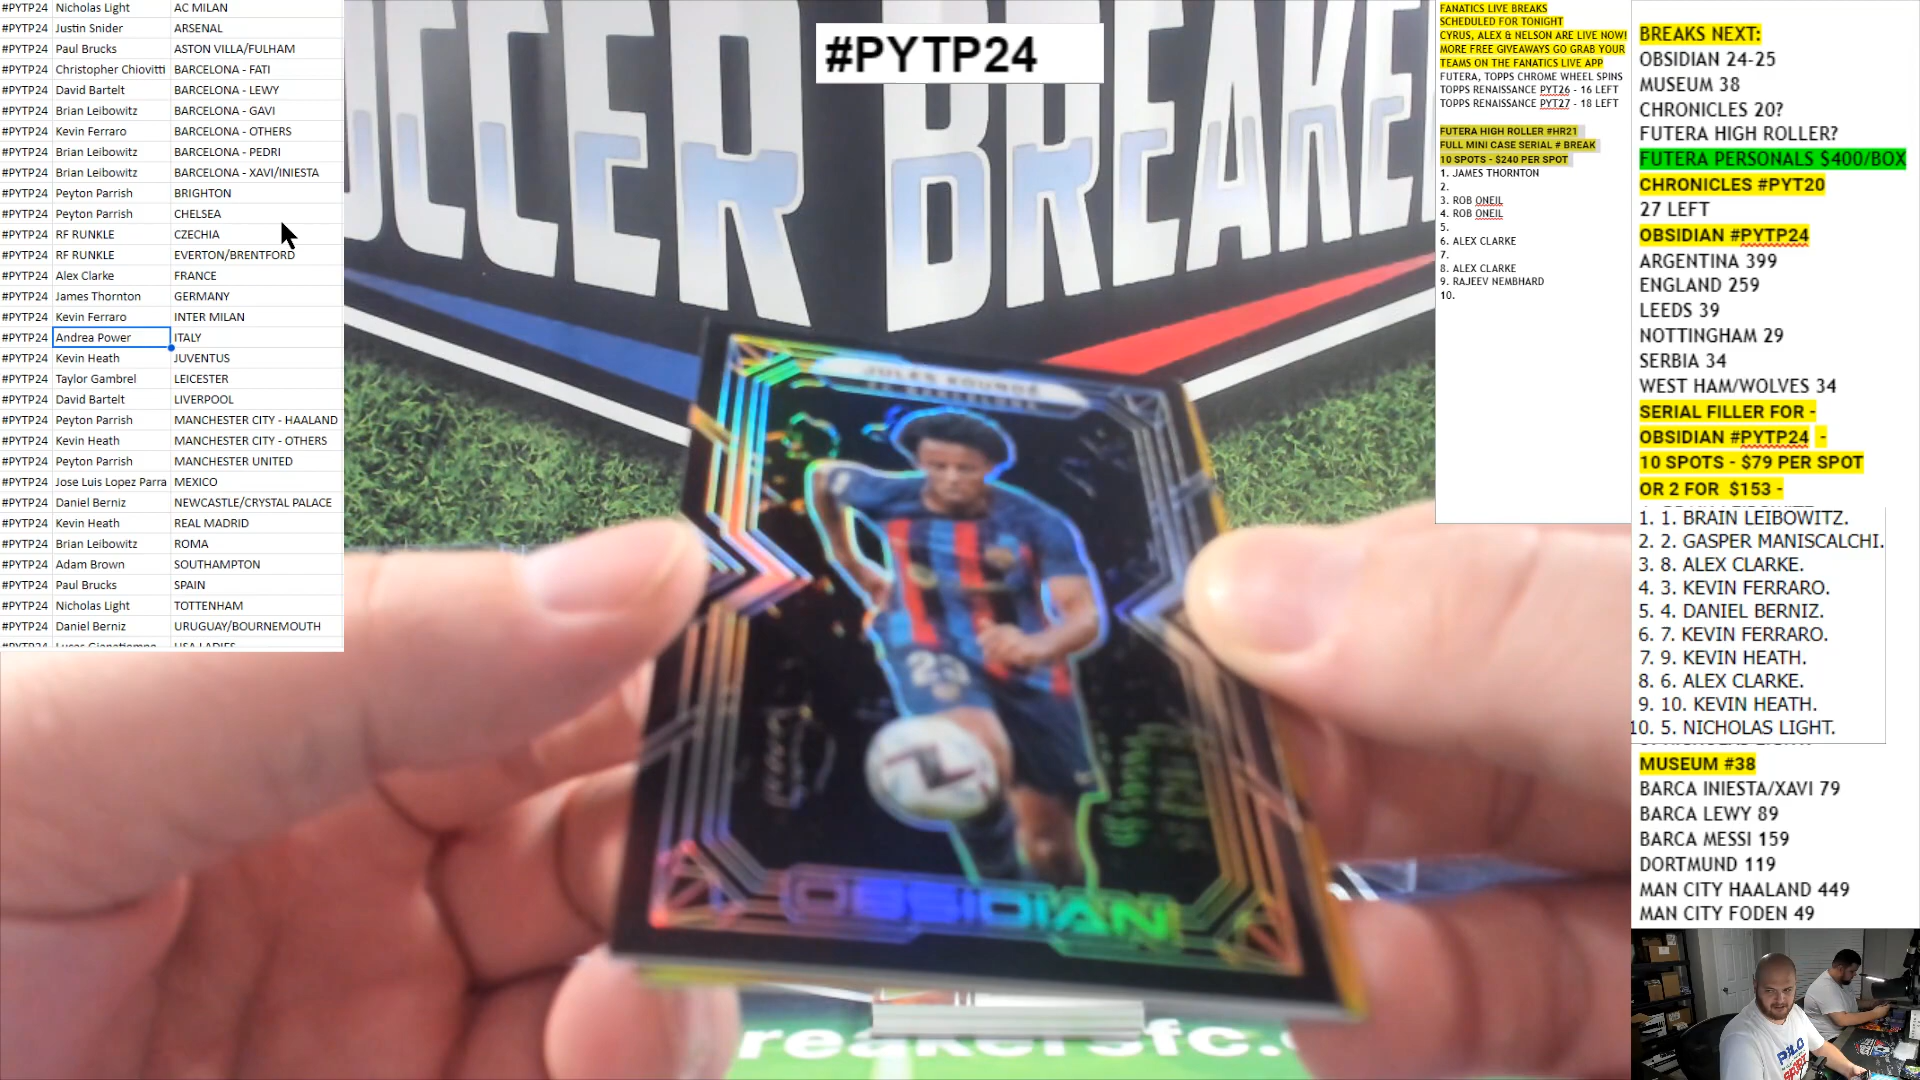 #PYTP24 Nicholas Light AC MILAN
#PYTP24 Justin Snider ARSENAL
#PYTP24 Paul Brucks ASTON VILLA/FULHAM
#PYTP24 Christopher Chiovitti BARCELONA - FATI
#PYTP24 David Bartelt BARCELONA - LEWY
#PYTP24 Brian Leibowitz BARCELONA - GAVI
#PYTP24 Kevin Ferraro BARCELONA - OTHERS
#PYTP24 Brian Leibowitz BARCELONA - PEDRI
#PYTP24 Brian Leibowitz BARCELONA - XAVI/INIESTA
#PYTP24 Peyton Parrish BRIGHTON
#PYTP24 Peyton Parrish CHELSEA
#PYTP24 RF RUNKLE CZECHIA
#PYTP24 RF RUNKLE EVERTON/BRENTFORD
#PYTP24 Alex Clarke FRANCE
#PYTP24 James Thornton GERMANY
#PYTP24 Kevin Ferraro INTER MILAN
#PYTP24 Andrea Power ITALY
#PYTP24 Kevin Heath JUVENTUS
#PYTP24 Taylor Gambrel LEICESTER
#PYTP24 David Bartelt LIVERPOOL
#PYTP24 Peyton Parrish MANCHESTER CITY - HAALAND
#PYTP24 Kevin Heath MANCHESTER CITY - OTHERS
#PYTP24 Peyton Parrish MANCHESTER UNITED
#PYTP24 Jose Luis Lopez Parra MEXICO
#PYTP24 Daniel Berniz NEWCASTLE/CRYSTAL PALACE
#PYTP24 Kevin Heath REAL MADRID
#PYTP24 Brian Leibowitz ROMA
#PYTP24 Adam Brown SOUTHAMPTON
#PYTP24 Paul Brucks SPAIN
#PYTP24 Nicholas Light TOTTENHAM
#PYTP24 Daniel Berniz URUGUAY/BOURNEMOUTH
#PYTP24
OCCER BREAKE
#PYTP24
JULES KOUNDÉ
FC BARCELONA
23
OBSIDIAN
reakersfc.c
FANATICS LIVE BREAKS
SCHEDULED FOR TONIGHT
CYRUS, ALEX & NELSON ARE LIVE NOW!
MORE FREE GIVEAWAYS GO GRAB YOUR
TEAMS ON THE FANATICS LIVE APP
FUTERA, TOPPS CHROME WHEEL SPINS
TOPPS RENAISSANCE PYT26 - 16 LEFT
TOPPS RENAISSANCE PYT27 - 18 LEFT
FUTERA HIGH ROLLER #HR21
FULL MINI CASE SERIAL # BREAK
10 SPOTS - $240 PER SPOT
1. JAMES THORNTON
2.
3. ROB ONEIL
4. ROB ONEIL
5.
6. ALEX CLARKE
7.
8. ALEX CLARKE
9. RAJEEV NEMBHARD
10.
BREAKS NEXT:
OBSIDIAN 24-25
MUSEUM 38
CHRONICLES 20?
FUTERA HIGH ROLLER?
FUTERA PERSONALS $400/BOX
CHRONICLES #PYT20
27 LEFT
OBSIDIAN #PYTP24
ARGENTINA 399
ENGLAND 259
LEEDS 39
NOTTINGHAM 29
SERBIA 34
WEST HAM/WOLVES 34
SERIAL FILLER FOR -
OBSIDIAN #PYTP24 -
10 SPOTS - $79 PER SPOT
OR 2 FOR $153 -
1. 1. BRAIN LEIBOWITZ.
2. 2. GASPER MANISCALCHI.
3. 8. ALEX CLARKE.
4. 3. KEVIN FERRARO.
5. 4. DANIEL BERNIZ.
6. 7. KEVIN FERRARO.
7. 9. KEVIN HEATH.
8. 6. ALEX CLARKE.
9. 10. KEVIN HEATH.
10. 5. NICHOLAS LIGHT.
MUSEUM #38
BARCA INIESTA/XAVI 79
BARCA LEWY 89
BARCA MESSI 159
DORTMUND 119
MAN CITY HAALAND 449
MAN CITY FODEN 49